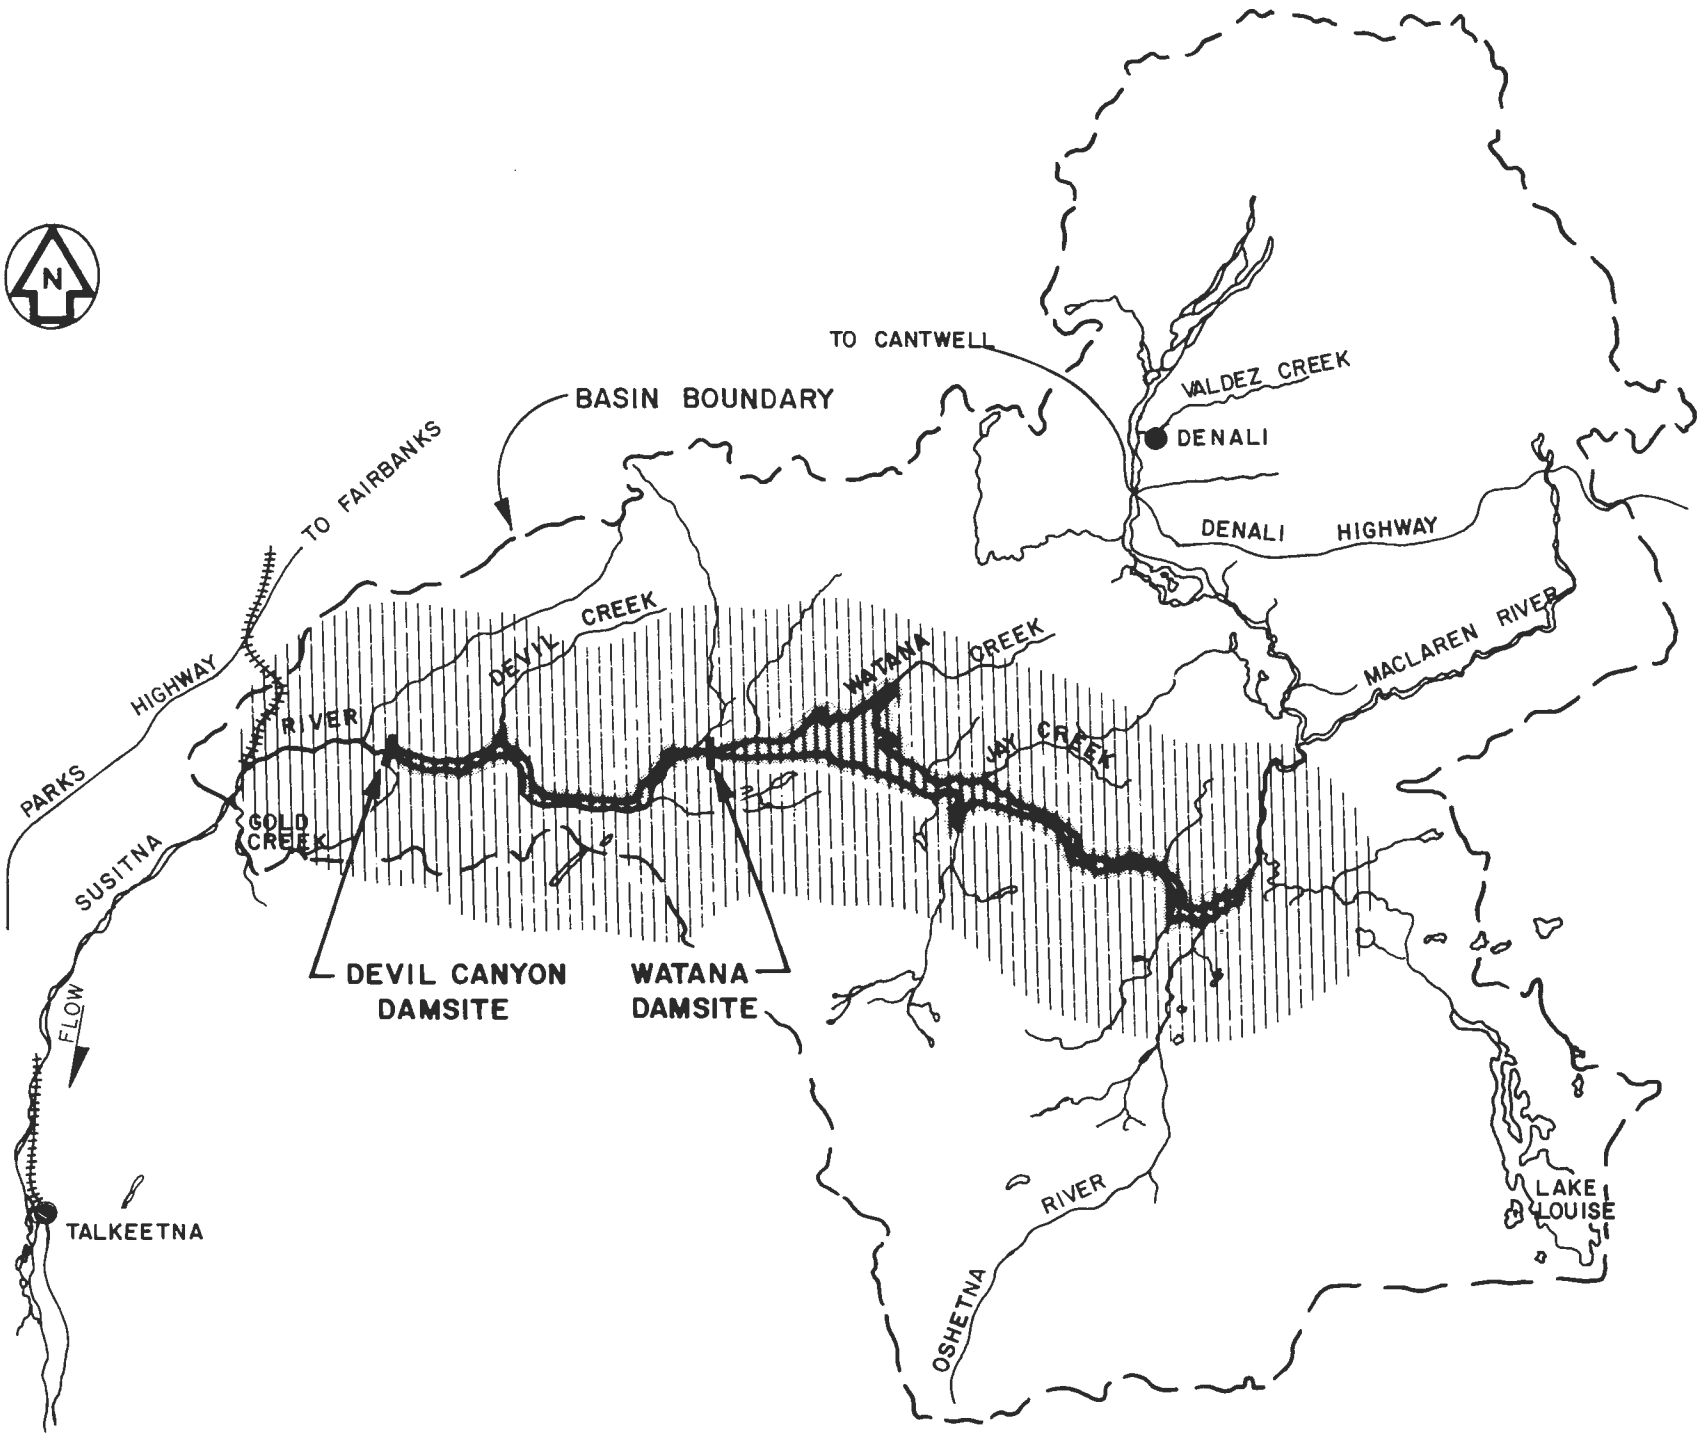 N
TO CANTWELL
VALDEZ CREEK
BASIN BOUNDARY
DENALI
TO FAIRBANKS
DENALI HIGHWAY
DEVIL CREEK
MACLAREN RIVER
WATANA CREEK
PARKS HIGHWAY
RIVER
JAY CREEK
GOLD
CREEK
SUSITNA
DEVIL CANYON
DAMSITE
WATANA
DAMSITE
FLOW
LAKE
LOUISE
TALKEETNA
OSHETNA RIVER